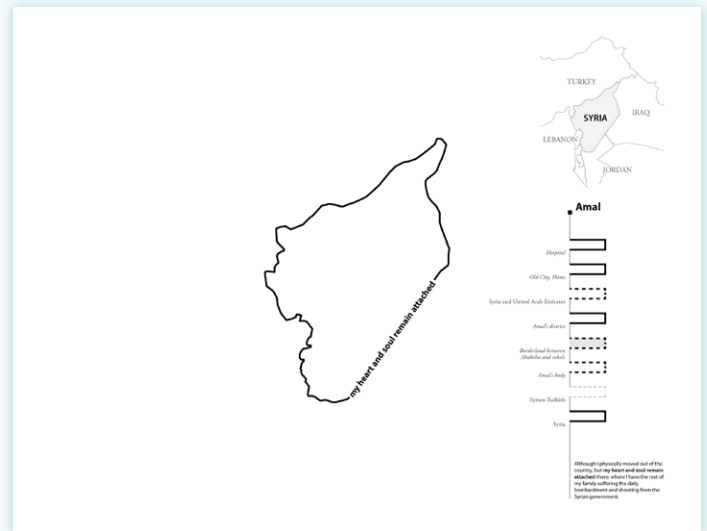 my heart and soul remain attached
TURKEY
SYRIA
IRAQ
LEBANON
JORDAN
Amal
Hospital
Old City, Homs
Syria and United Arab Emirates
Amal's district
Borderland between
Shabiha and rebels
Amal's body
Syrian-Turkish
Syria
Although I physically moved out of the
country, but my heart and soul remain
attached there, where I have the rest of
my family suffering the daily
bombardment and shooting from the
Syrian government.